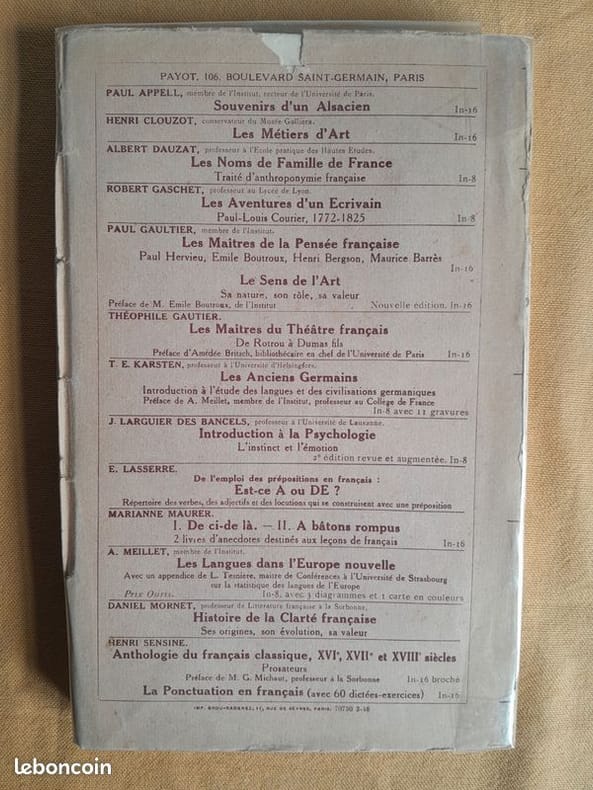 PAYOT, 106, BOULEVARD SAINT-GERMAIN, PARIS
PAUL APPELL, membre de l'Institut, recteur de l'Université de Paris.
Souvenirs d'un Alsacien
In-16
HENRI CLOUZOT, conservateur du Musée Galliera.
Les Métiers d'Art
In-16
ALBERT DAUZAT, professeur à l'Ecole pratique des Hautes Etudes.
Les Noms de Famille de France
Traité d'anthroponymie française
In-8
ROBERT GASCHET, professeur au Lycée de Lyon.
Les Aventures d'un Ecrivain
Paul-Louis Courier, 1772-1825
In-8
PAUL GAULTIER, membre de l'Institut.
Les Maîtres de la Pensée française
Paul Hervieu, Emile Boutroux, Henri Bergson, Maurice Barrès
In-16
Le Sens de l'Art
Sa nature, son rôle, sa valeur
Préface de M. Emile Boutroux, de l'Institut
Nouvelle édition. In-16
THÉOPHILE GAUTIER.
Les Maîtres du Théâtre français
De Rotrou à Dumas fils
Préface d'Amédée Britsch, bibliothécaire en chef de l'Université de Paris In-16
T. E. KARSTEN, professeur à l'Université d'Helsingfors.
Les Anciens Germains
Introduction à l'étude des langues et des civilisations germaniques
Préface de A. Meillet, membre de l'Institut, professeur au Collège de France
In-8 avec 11 gravures
J. LARGUIER DES BANCELS, professeur à l'Université de Lausanne.
Introduction à la Psychologie
L'instinct et l'émotion
2e édition revue et augmentée. In-8
E. LASSERRE.
De l'emploi des prépositions en français :
Est-ce A ou DE ?
Répertoire des verbes, des adjectifs et des locutions qui se construisent avec une préposition
MARIANNE MAURER.
I. De ci-de là. — II. A bâtons rompus
2 livres d'anecdotes destinés aux leçons de français
In-16
A. MEILLET, membre de l'Institut.
Les Langues dans l'Europe nouvelle
Avec un appendice de L. Tesnière, maître de Conférences à l'Université de Strasbourg
sur la statistique des langues de l'Europe
Prix Osiris.
In-8, avec 3 diagrammes et 1 carte en couleurs
DANIEL MORNET, professeur de Littérature française à la Sorbonne,
Histoire de la Clarté française
Ses origines, son évolution, sa valeur
HENRI SENSINE.
Anthologie du français classique, XVIe, XVIIe et XVIIIe siècles
Prosateurs
Préface de M. G. Michaut, professeur à la Sorbonne
In-16 broché
La Ponctuation en français (avec 60 dictées-exercices) In-16
RUE DE SÈVRES, PARIS.
leboncoin